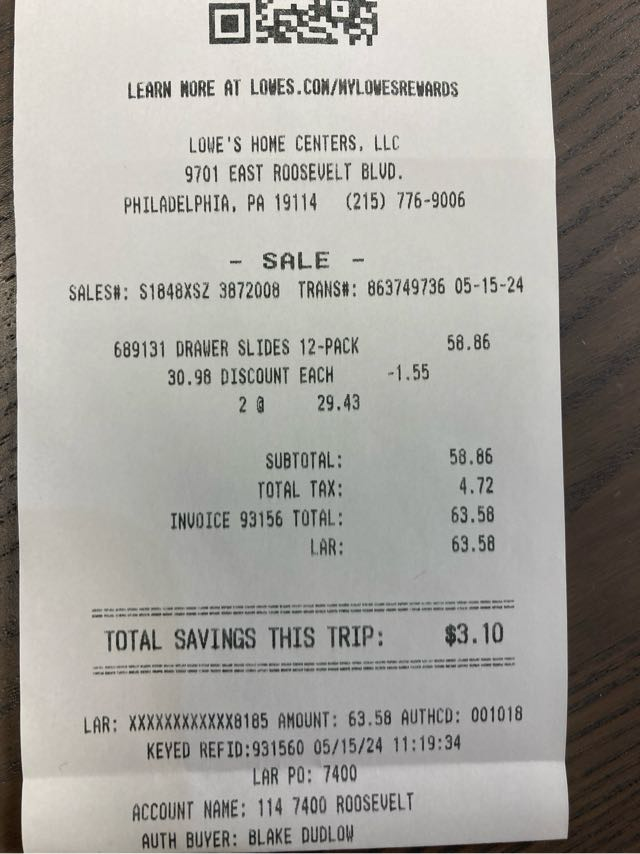 LEARN MORE AT LOWES.COM/MYLOWESREWARDS
LOWE'S HOME CENTERS, LLC
9701 EAST ROOSEVELT BLVD.
PHILADELPHIA, PA 19114 (215) 776-9006
- SALE -
SALES#: S1848XSZ 3872008 TRANS#: 863749736 05-15-24
689131 DRAWER SLIDES 12-PACK 58.86
30.98 DISCOUNT EACH -1.55
2 @ 29.43
SUBTOTAL: 58.86
TOTAL TAX: 4.72
INVOICE 93156 TOTAL: 63.58
LAR: 63.58
TOTAL SAVINGS THIS TRIP: $3.10
LAR: XXXXXXXXXXXX8185 AMOUNT: 63.58 AUTHCD: 001018
KEYED REFID:931560 05/15/24 11:19:34
LAR PO: 7400
ACCOUNT NAME: 114 7400 ROOSEVELT
AUTH BUYER: BLAKE DUDLOW